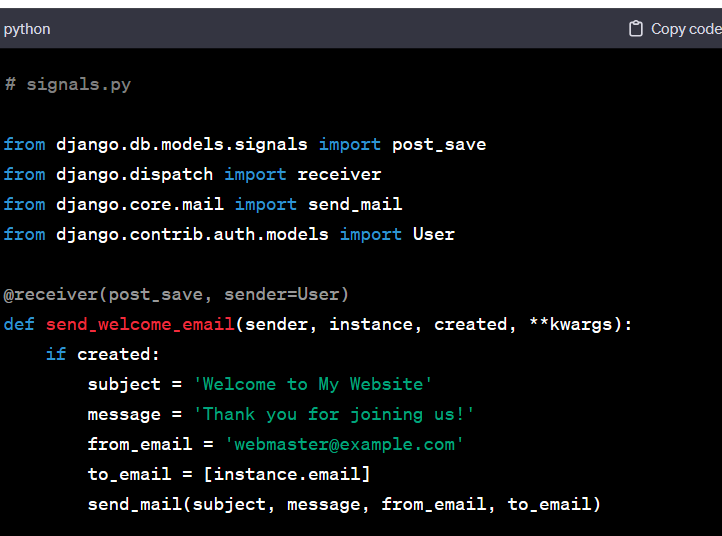 python
Copy code
# signals.py
from django.db.models.signals import post_save
from django.dispatch import receiver
from django.core.mail import send_mail
from django.contrib.auth.models import User
@receiver(post_save, sender=User)
def send_welcome_email(sender, instance, created, **kwargs):
    if created:
        subject = 'Welcome to My Website'
        message = 'Thank you for joining us!'
        from_email = 'webmaster@example.com'
        to_email = [instance.email]
        send_mail(subject, message, from_email, to_email)